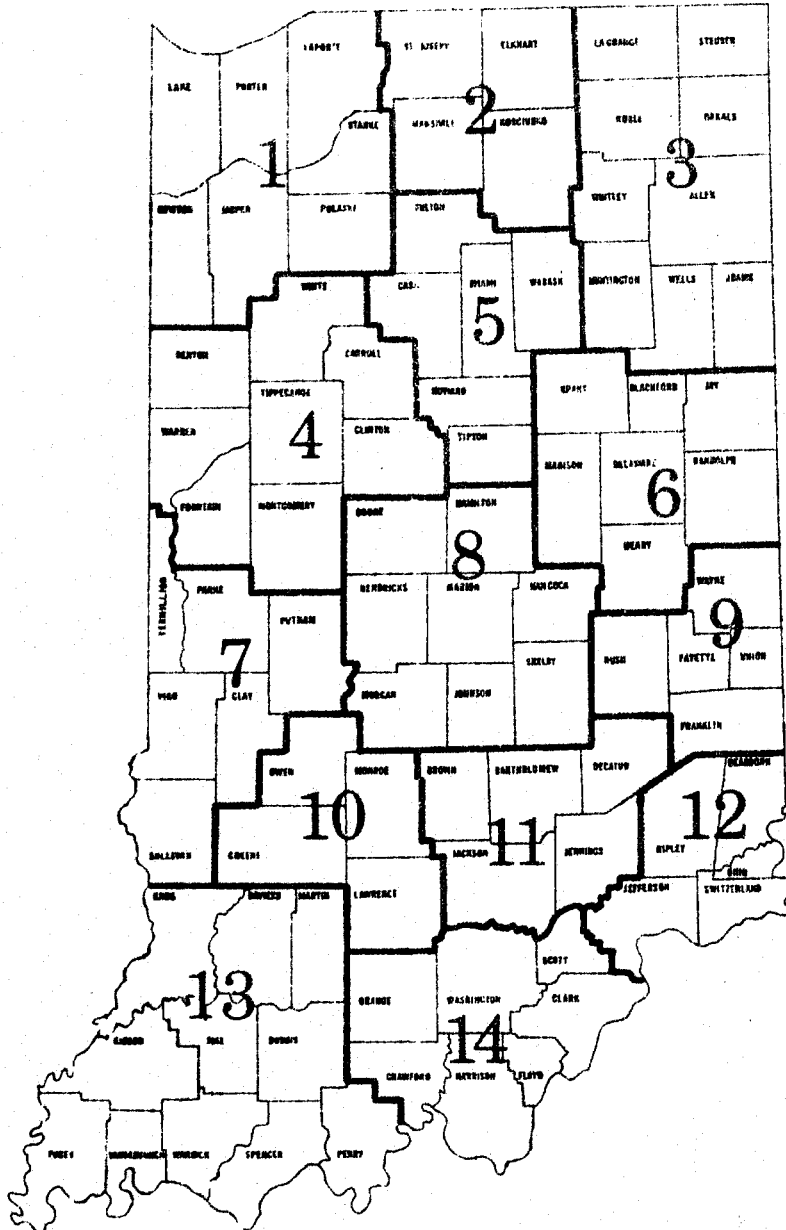 LAPORTE
ST. JOSEPH
ELKHART
LA GRANGE
STEUBEN
LAKE
PORTER
2
STARKE
MARSHALL
KOSCIUSKO
NOBLE
DEKALB
1
3
WHITLEY
ALLEN
NEWTON
JASPER
PULASKI
FULTON
WHITE
CASS
MIAMI
WABASH
HUNTINGTON
WELLS
ADAMS
5
BENTON
CARROLL
TIPPECANOE
HOWARD
GRANT
BLACKFORD
JAY
WARREN
4
CLINTON
TIPTON
MADISON
DELAWARE
RANDOLPH
6
FOUNTAIN
MONTGOMERY
BOONE
HAMILTON
8
HENRY
VERMILLION
PARKE
HENDRICKS
MARION
HANCOCK
WAYNE
PUTNAM
9
7
SHELBY
RUSH
FAYETTE
UNION
VIGO
CLAY
MORGAN
JOHNSON
FRANKLIN
OWEN
MONROE
BROWN
BARTHOLOMEW
DECATUR
DEARBORN
10
11
12
SULLIVAN
GREENE
JACKSON
JENNINGS
RIPLEY
OHIO
KNOX
DAVIESS
MARTIN
LAWRENCE
JEFFERSON
SWITZERLAND
SCOTT
13
ORANGE
WASHINGTON
CLARK
GIBSON
PIKE
DUBOIS
14
CRAWFORD
HARRISON
FLOYD
POSEY
VANDERBURGH
WARRICK
SPENCER
PERRY